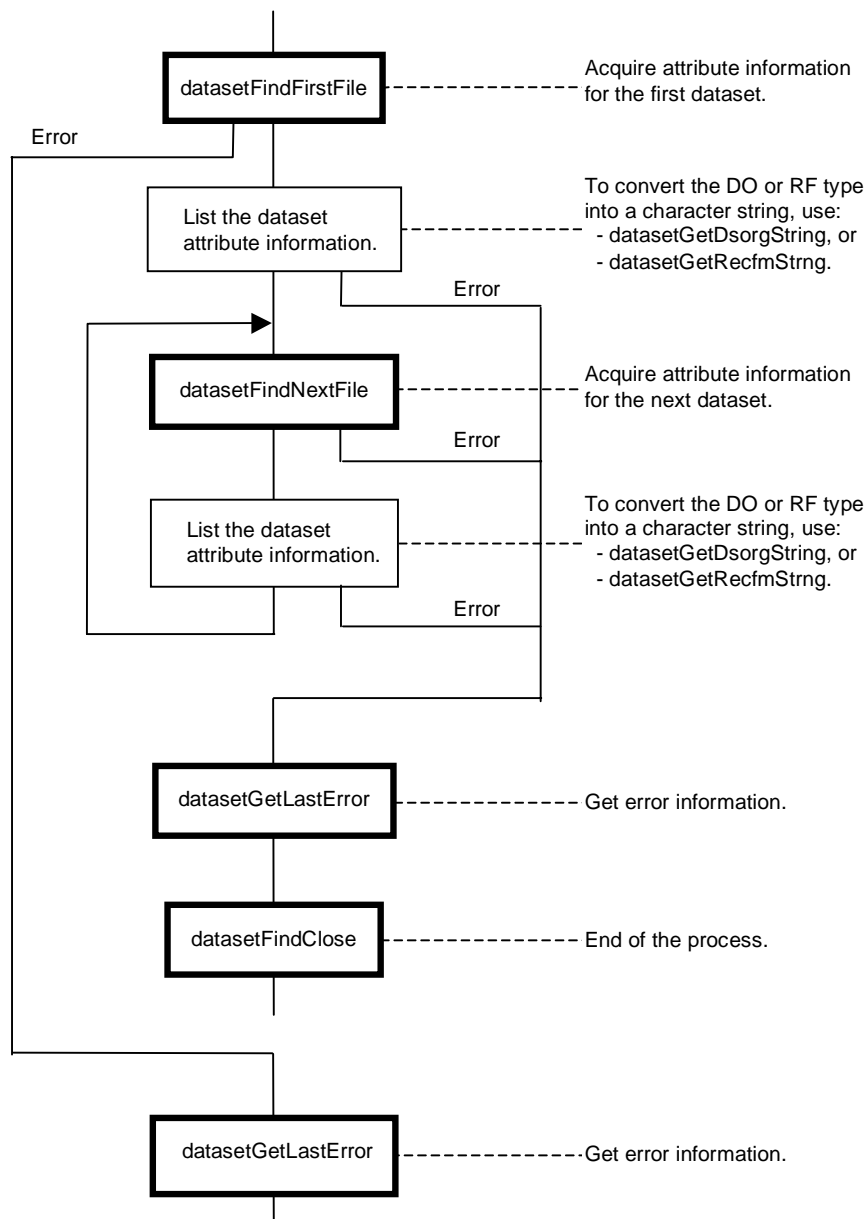 datasetFindFirstFile
Acquire attribute information
for the first dataset.
Error
List the dataset
attribute information.
To convert the DO or RF type
into a character string, use:
- datasetGetDsorgString, or
- datasetGetRecfmStrng.
Error
datasetFindNextFile
Acquire attribute information
for the next dataset.
Error
List the dataset
attribute information.
To convert the DO or RF type
into a character string, use:
- datasetGetDsorgString, or
- datasetGetRecfmStrng.
Error
datasetGetLastError
Get error information.
datasetFindClose
End of the process.
datasetGetLastError
Get error information.